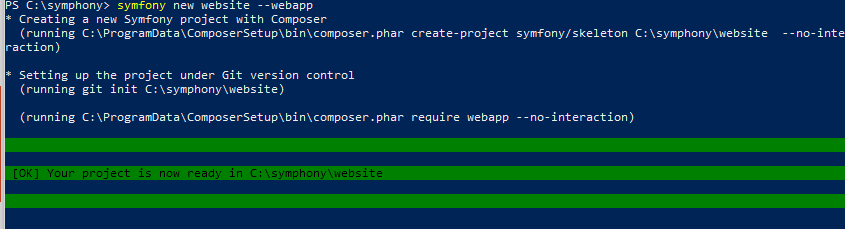 PS C:\symphony> symfony new website --webapp
* Creating a new Symfony project with Composer
  (running C:\ProgramData\ComposerSetup\bin\composer.phar create-project symfony/skeleton C:\symphony\website  --no-inte
raction)
* Setting up the project under Git version control
  (running git init C:\symphony\website)
  (running C:\ProgramData\ComposerSetup\bin\composer.phar require webapp --no-interaction)
[OK] Your project is now ready in C:\symphony\website